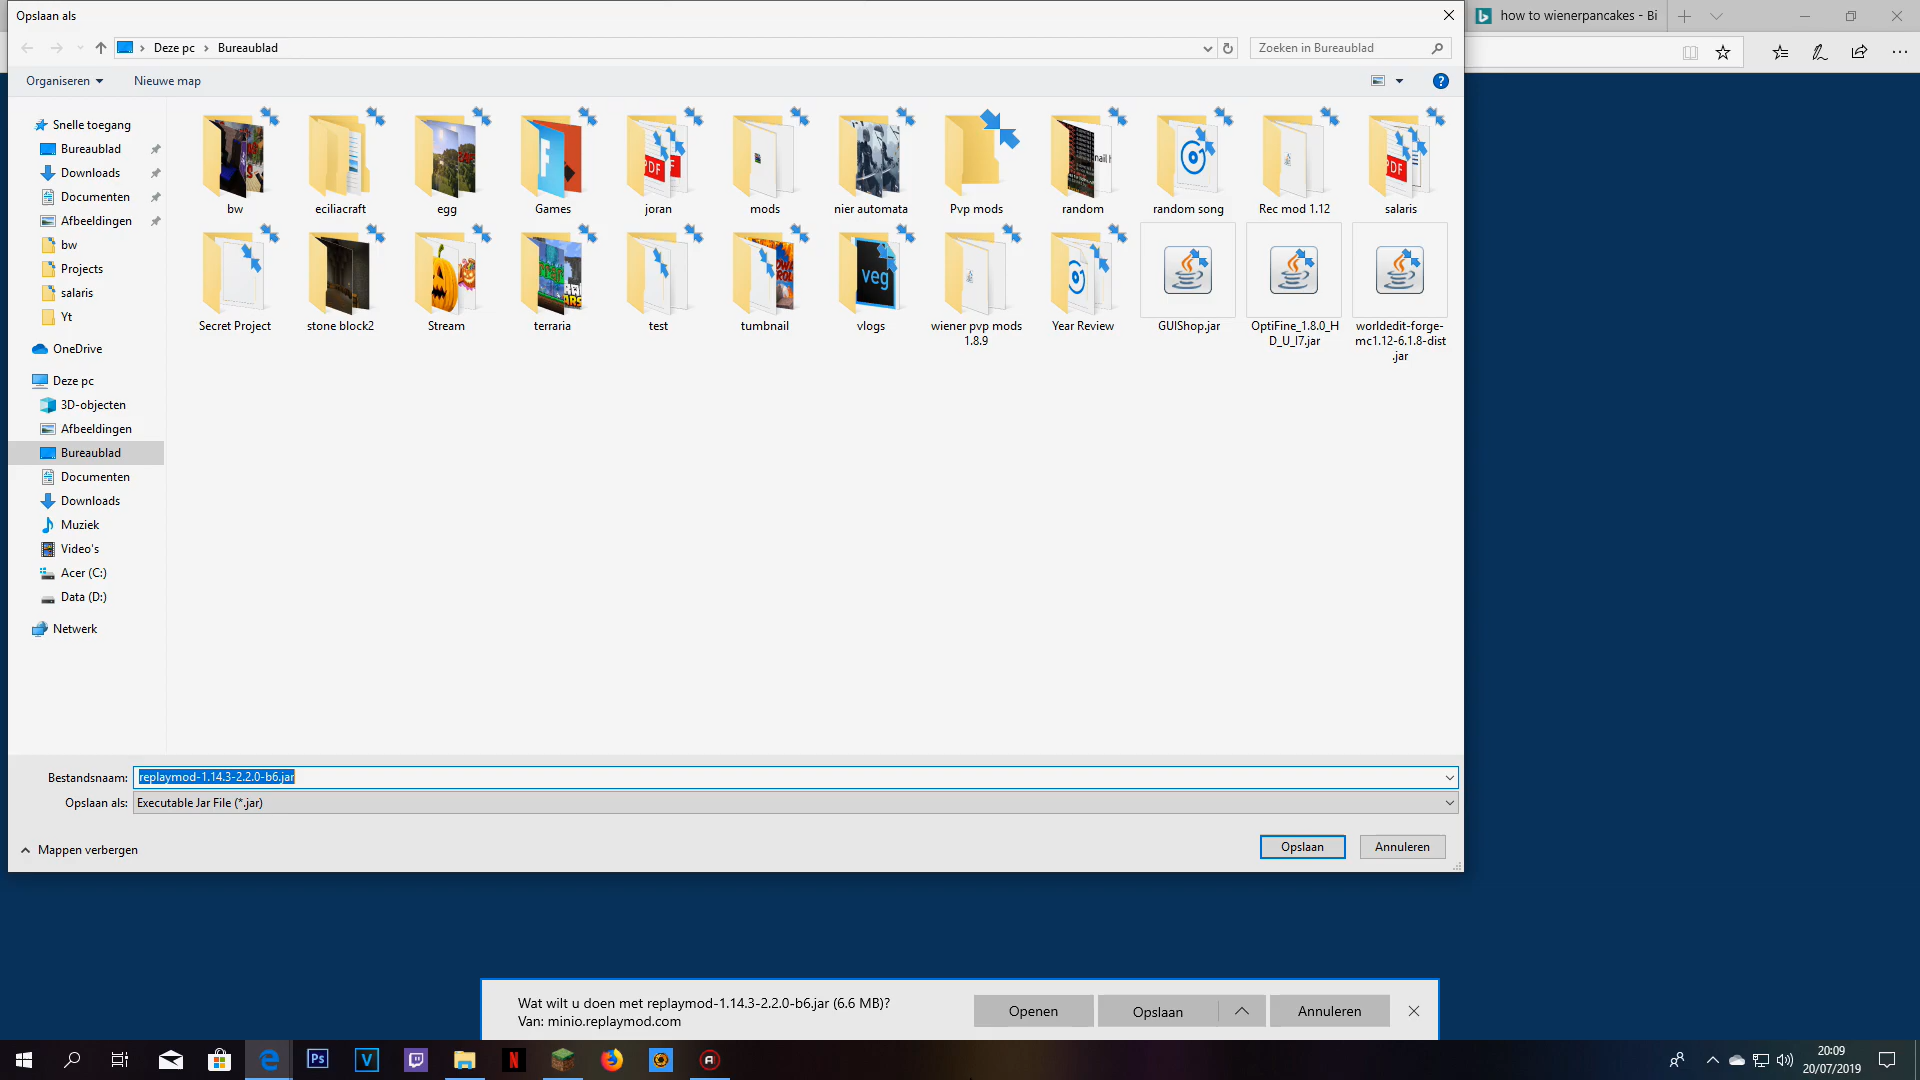 Opslaan als
how to wienerpancakes - Bi
Deze pc
Bureaublad
Zoeken in Bureaublad
Organiseren
Nieuwe map
Snelle toegang
Bureaublad
Downloads
Documenten
Afbeeldingen
bw
Projects
salaris
Yt
OneDrive
Deze pc
3D-objecten
Afbeeldingen
Bureaublad
Documenten
Downloads
Muziek
Video's
Acer (C:)
Data (D:)
Netwerk
bw
eciliacraft
egg
Games
joran
mods
nier automata
Pvp mods
random
random song
Rec mod 1.12
salaris
Secret Project
stone block2
Stream
terraria
test
tumbnail
vlogs
wiener pvp mods
1.8.9
Year Review
GUIShop.jar
OptiFine_1.8.0_H
D_U_I7.jar
worldedit-forge-
mc1.12-6.1.8-dist
.jar
Bestandsnaam:
replaymod-1.14.3-2.2.0-b6.jar
Opslaan als:
Executable Jar File (*.jar)
Mappen verbergen
Opslaan
Annuleren
Wat wilt u doen met replaymod-1.14.3-2.2.0-b6.jar (6.6 MB)?
Van: minio.replaymod.com
Openen
Opslaan
Annuleren
20:09
20/07/2019